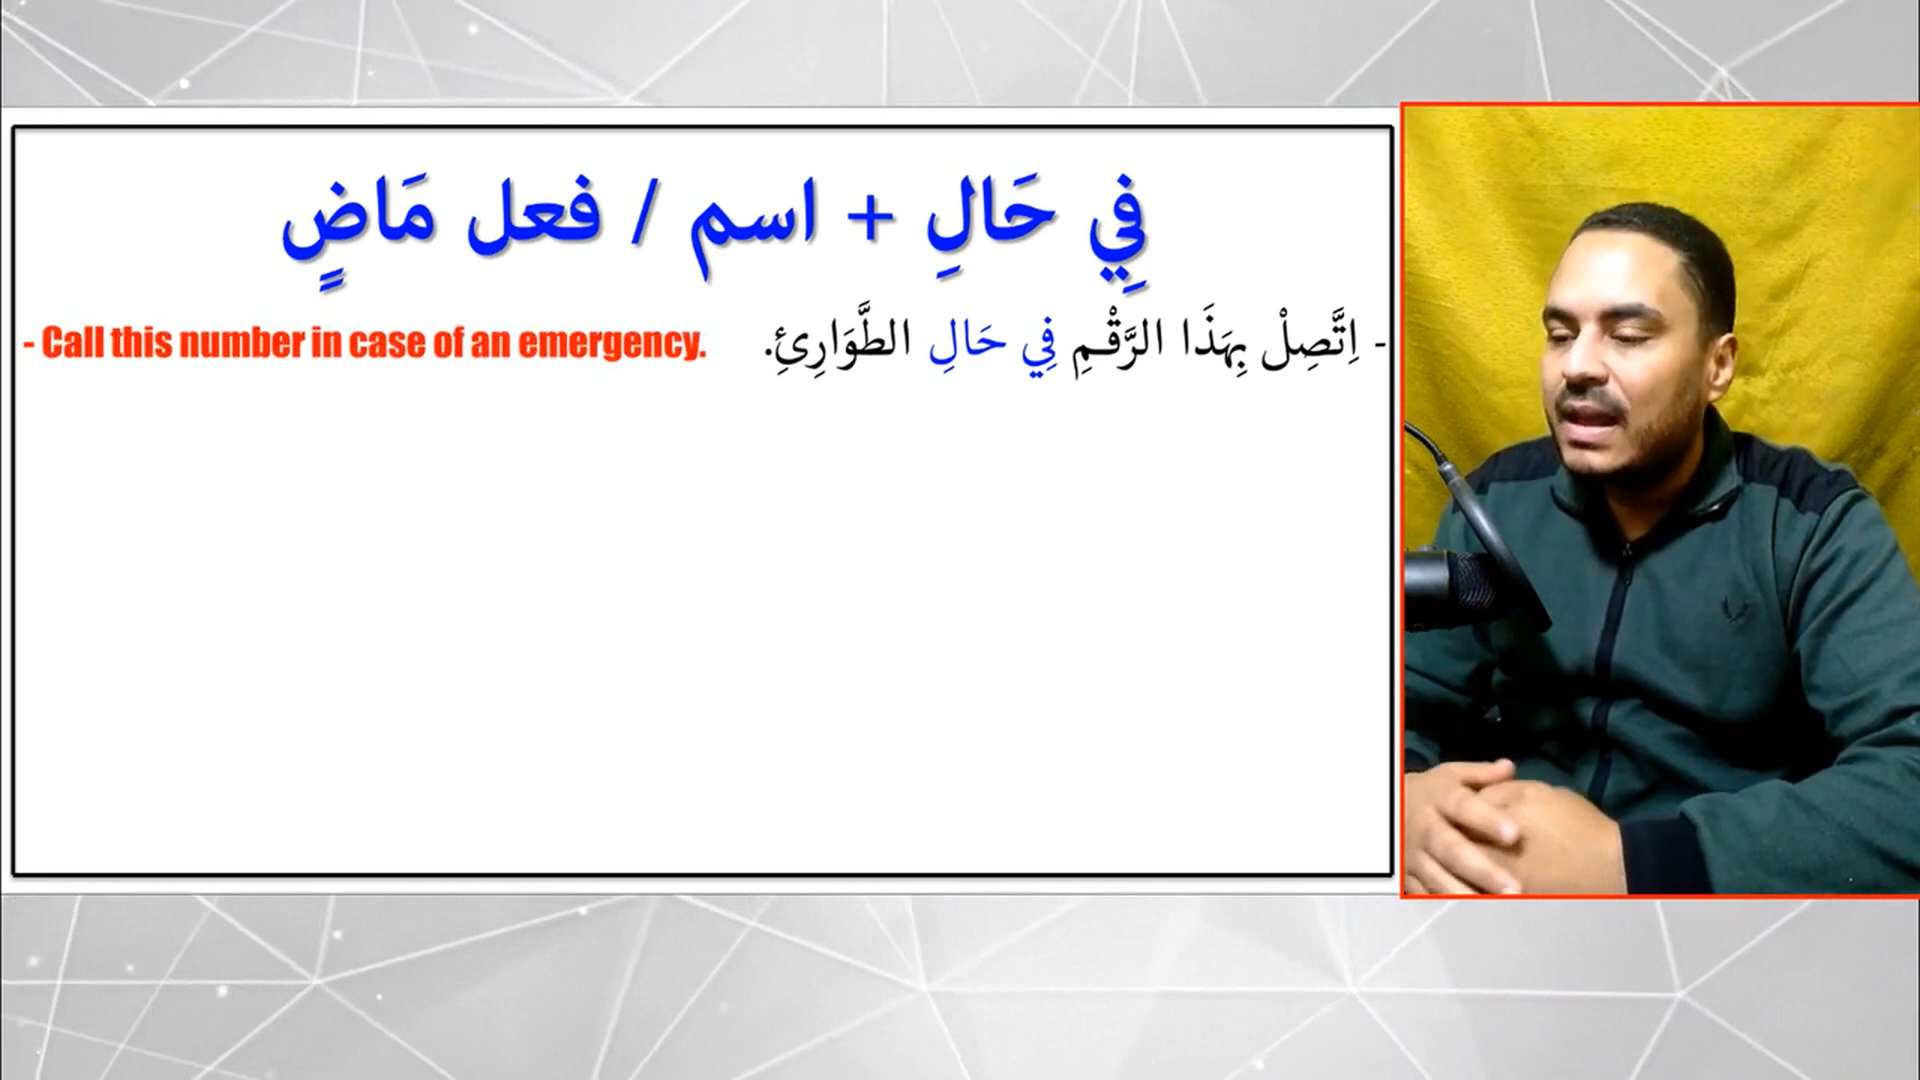 فِي حَالِ + اسم / فعل مَاضٍ
- اِتَّصِلْ بِهَذَا الرَّقْمِ فِي حَالِ الطَّوَارِئِ.
- Call this number in case of an emergency.